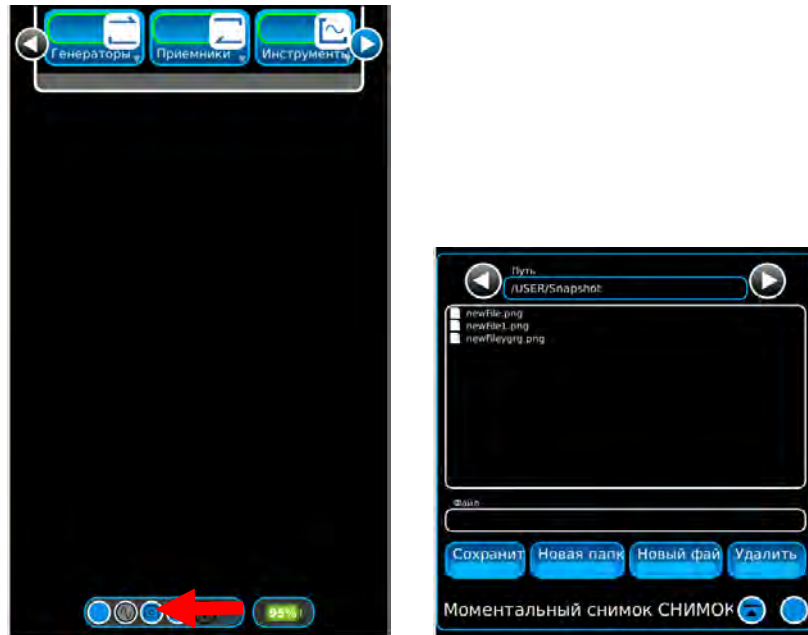 Генераторы
Приемники
Инструменты
95%
Путь
/USER/Snapshot
newfile.png
newfile1.png
newfileygrg.png
Файл
Сохранит
Новая папк
Новый фай
Удалить
Моментальный снимок СНИМОК